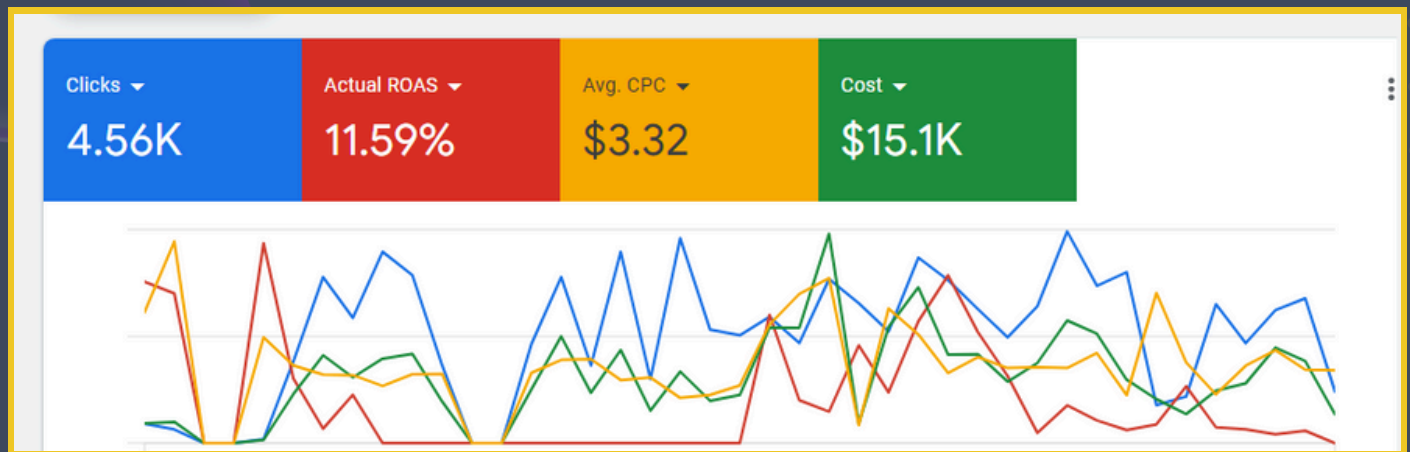 Clicks Actual ROAS Avg. CPC Cost
4.56K 11.59% $3.32 $15.1K